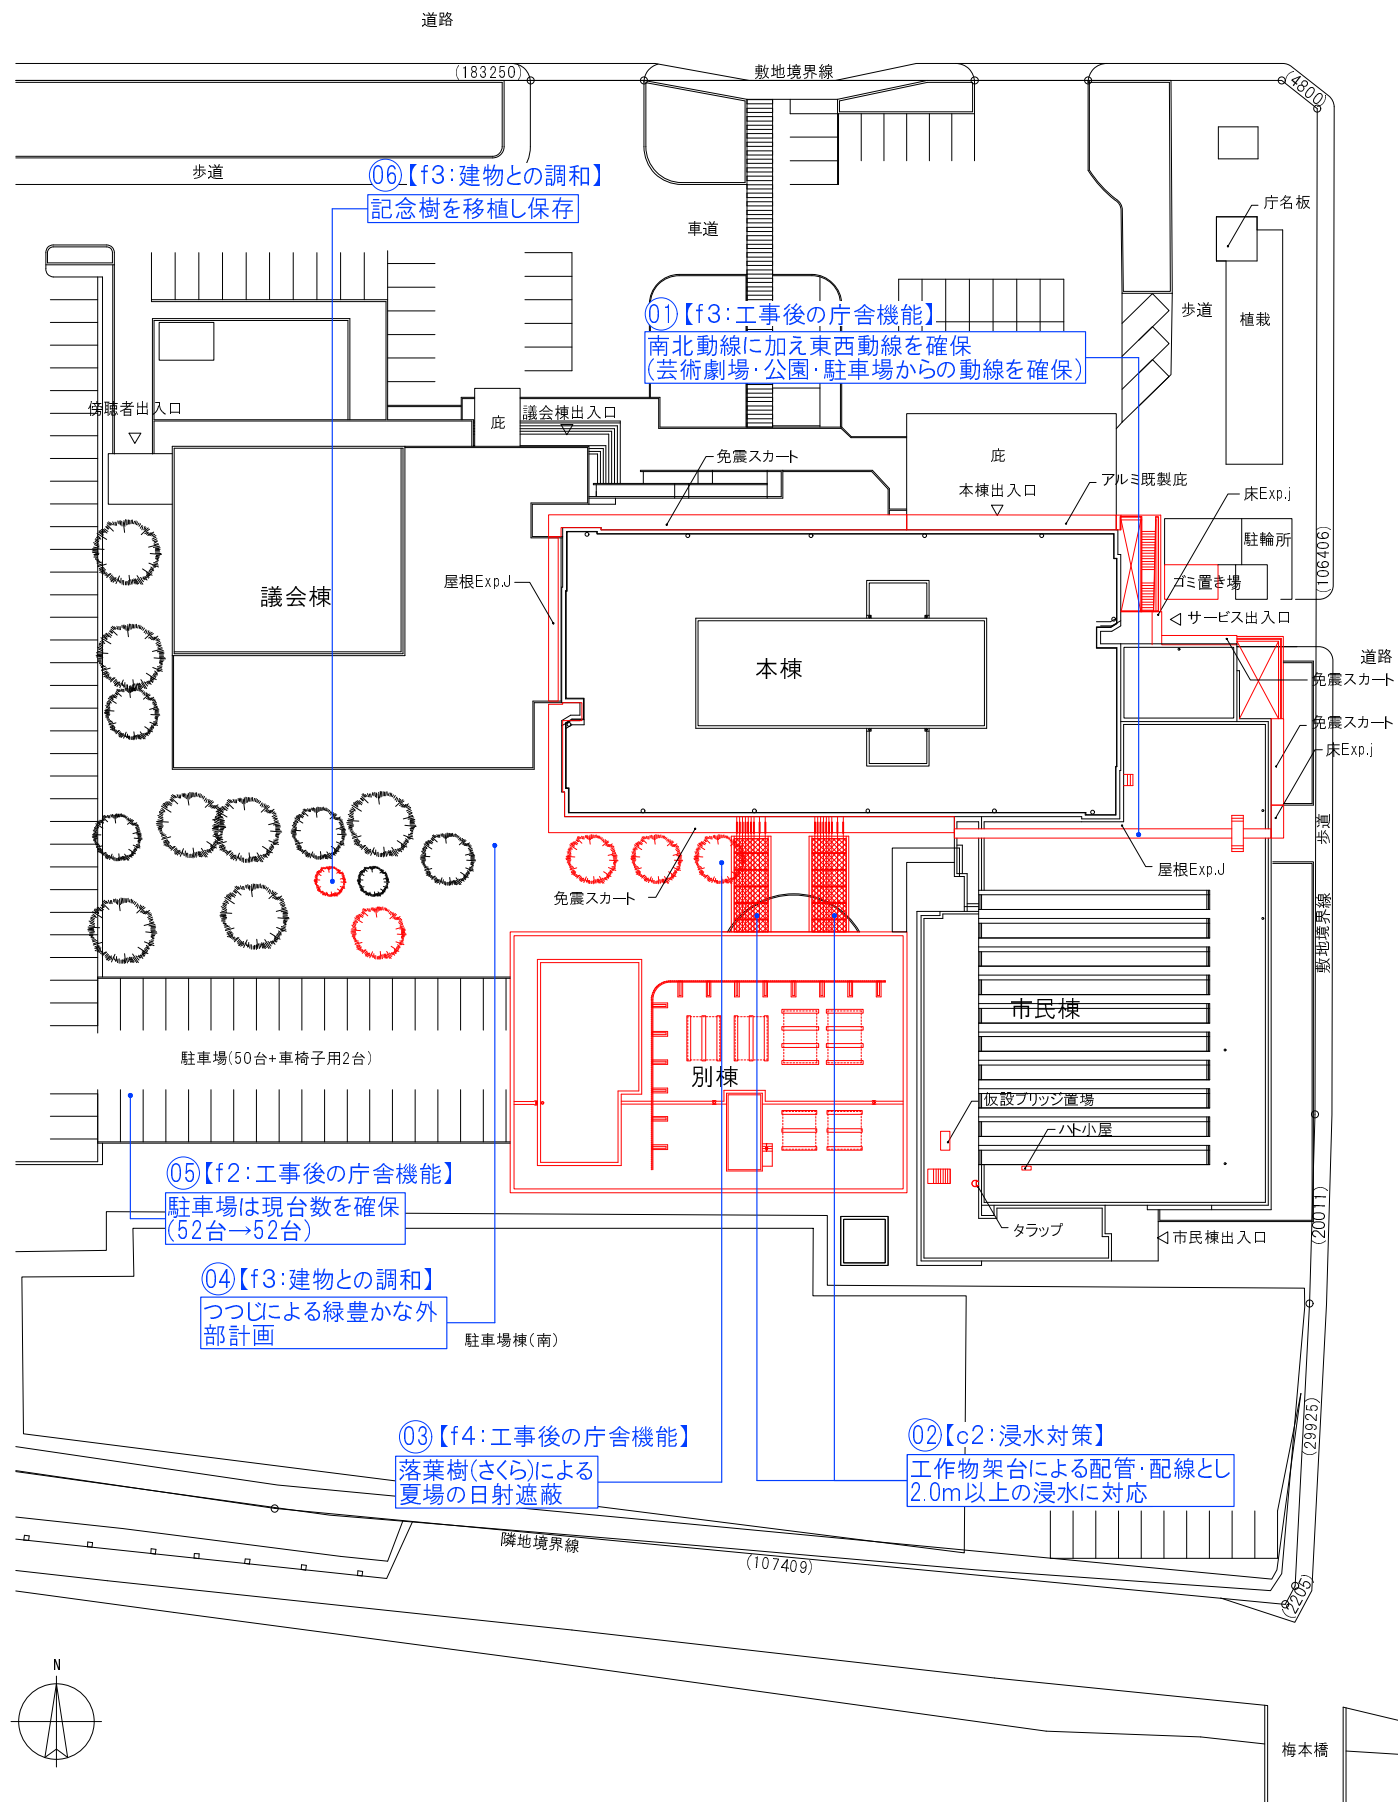 道路
(183250)
敷地境界線
(4800)
歩道
06【f3:建物との調和】
記念樹を移植し保存
車道
庁名板
歩道
植栽
01【f3:工事後の庁舎機能】
南北動線に加え東西動線を確保
(芸術劇場・公園・駐車場からの動線を確保)
傍聴者出入口
庇
議会棟出入口
免震スカート
庇
本棟出入口
アルミ既製庇
床Exp.j
駐輪所
(106406)
ゴミ置き場
屋根Exp.J
議会棟
サービス出入口
本棟
道路
免震スカート
免震スカート
床Exp.j
歩道
屋根Exp.J
免震スカート
敷地境界線
市民棟
駐車場(50台+車椅子用2台)
別棟
仮設ブリッジ置場
ハト小屋
05【f2:工事後の庁舎機能】
駐車場は現台数を確保
(52台→52台)
タラップ
市民棟出入口
(20011)
04【f3:建物との調和】
つつじによる緑豊かな外
部計画
駐車場棟(南)
03【f4:工事後の庁舎機能】
落葉樹(さくら)による
夏場の日射遮蔽
02【c2:浸水対策】
工作物架台による配管・配線とし
2.0m以上の浸水に対応
(29925)
隣地境界線
(107409)
(2205)
N
梅本橋